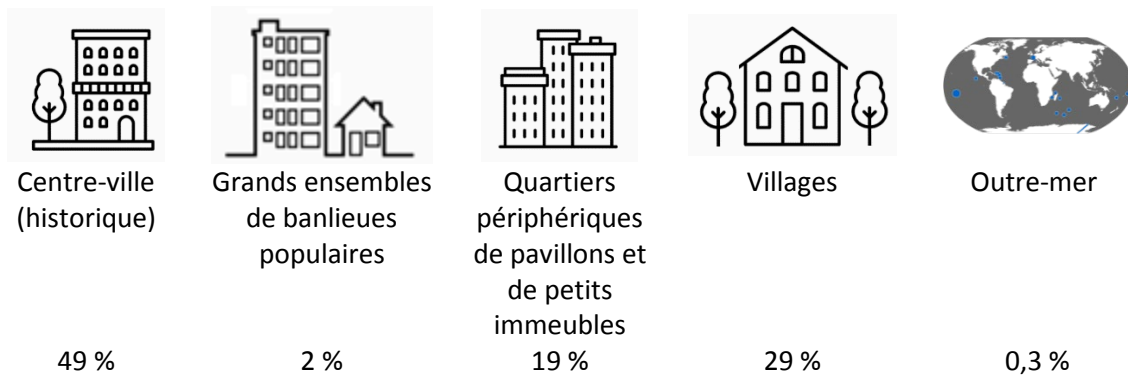 Centre-ville
(historique)
Grands ensembles
de banlieues
populaires
Quartiers
périphériques
de pavillons et
de petits
immeubles
Villages
Outre-mer
49 %
2 %
19 %
29 %
0,3 %